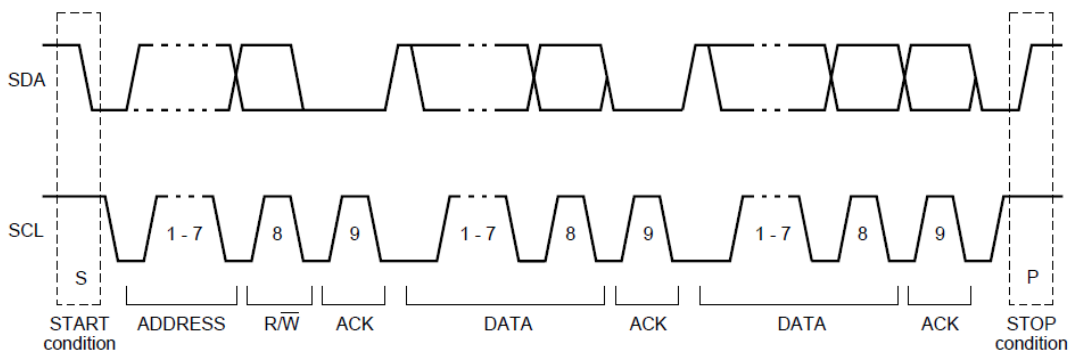 SDA
SCL
1 - 7 8 9 1 - 7 8 9 1 - 7 8 9
S P
START condition ADDRESS R/W̅ ACK DATA ACK DATA ACK STOP condition